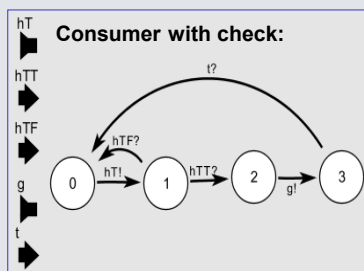 hT
Consumer with check:
hTT
t?
hTF
hTF?
g
0
hT!
1
hTT?
2
g!
3
t